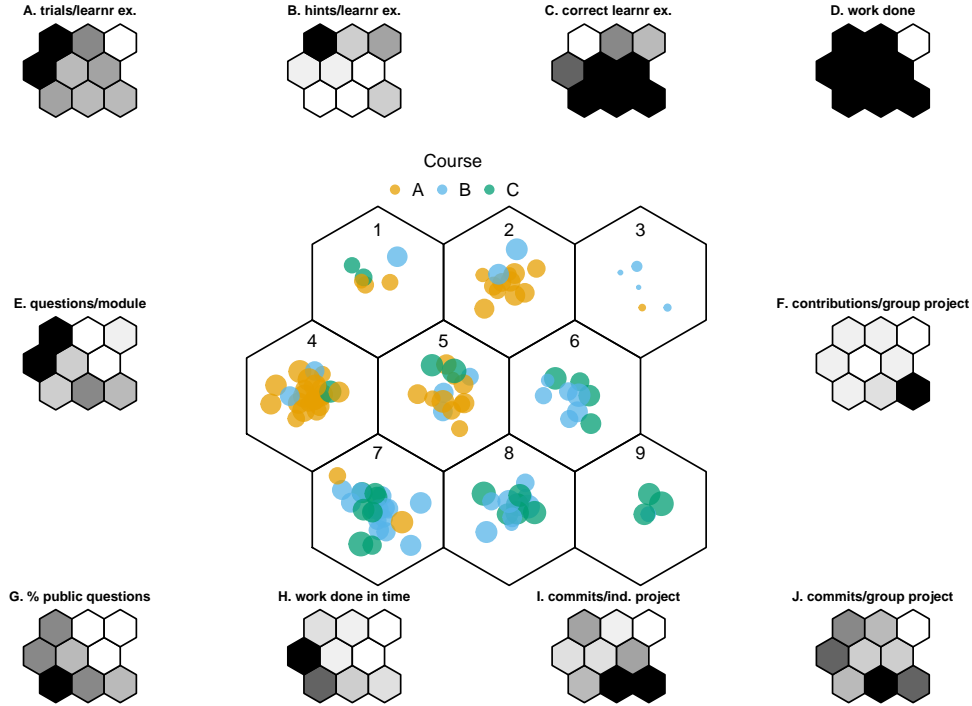 A. trials/learnr ex.
B. hints/learnr ex.
C. correct learnr ex.
D. work done
Course
A B C
1 2 3
E. questions/module
F. contributions/group project
4 5 6
7 8 9
G. % public questions
H. work done in time
I. commits/ind. project
J. commits/group project